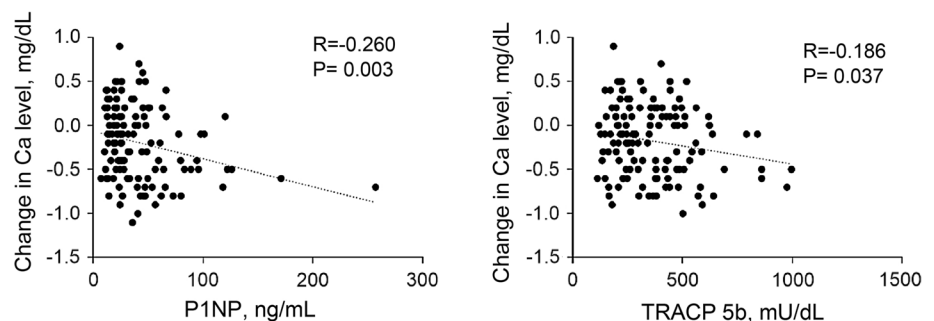 Change in Ca level, mg/dL
1.0
0.5
0.0
-0.5
-1.0
-1.5
0
100
200
300
P1NP, ng/mL
R=-0.260
P= 0.003
Change in Ca level, mg/dL
1.0
0.5
0.0
-0.5
-1.0
-1.5
0
500
1000
1500
TRACP 5b, mU/dL
R=-0.186
P= 0.037